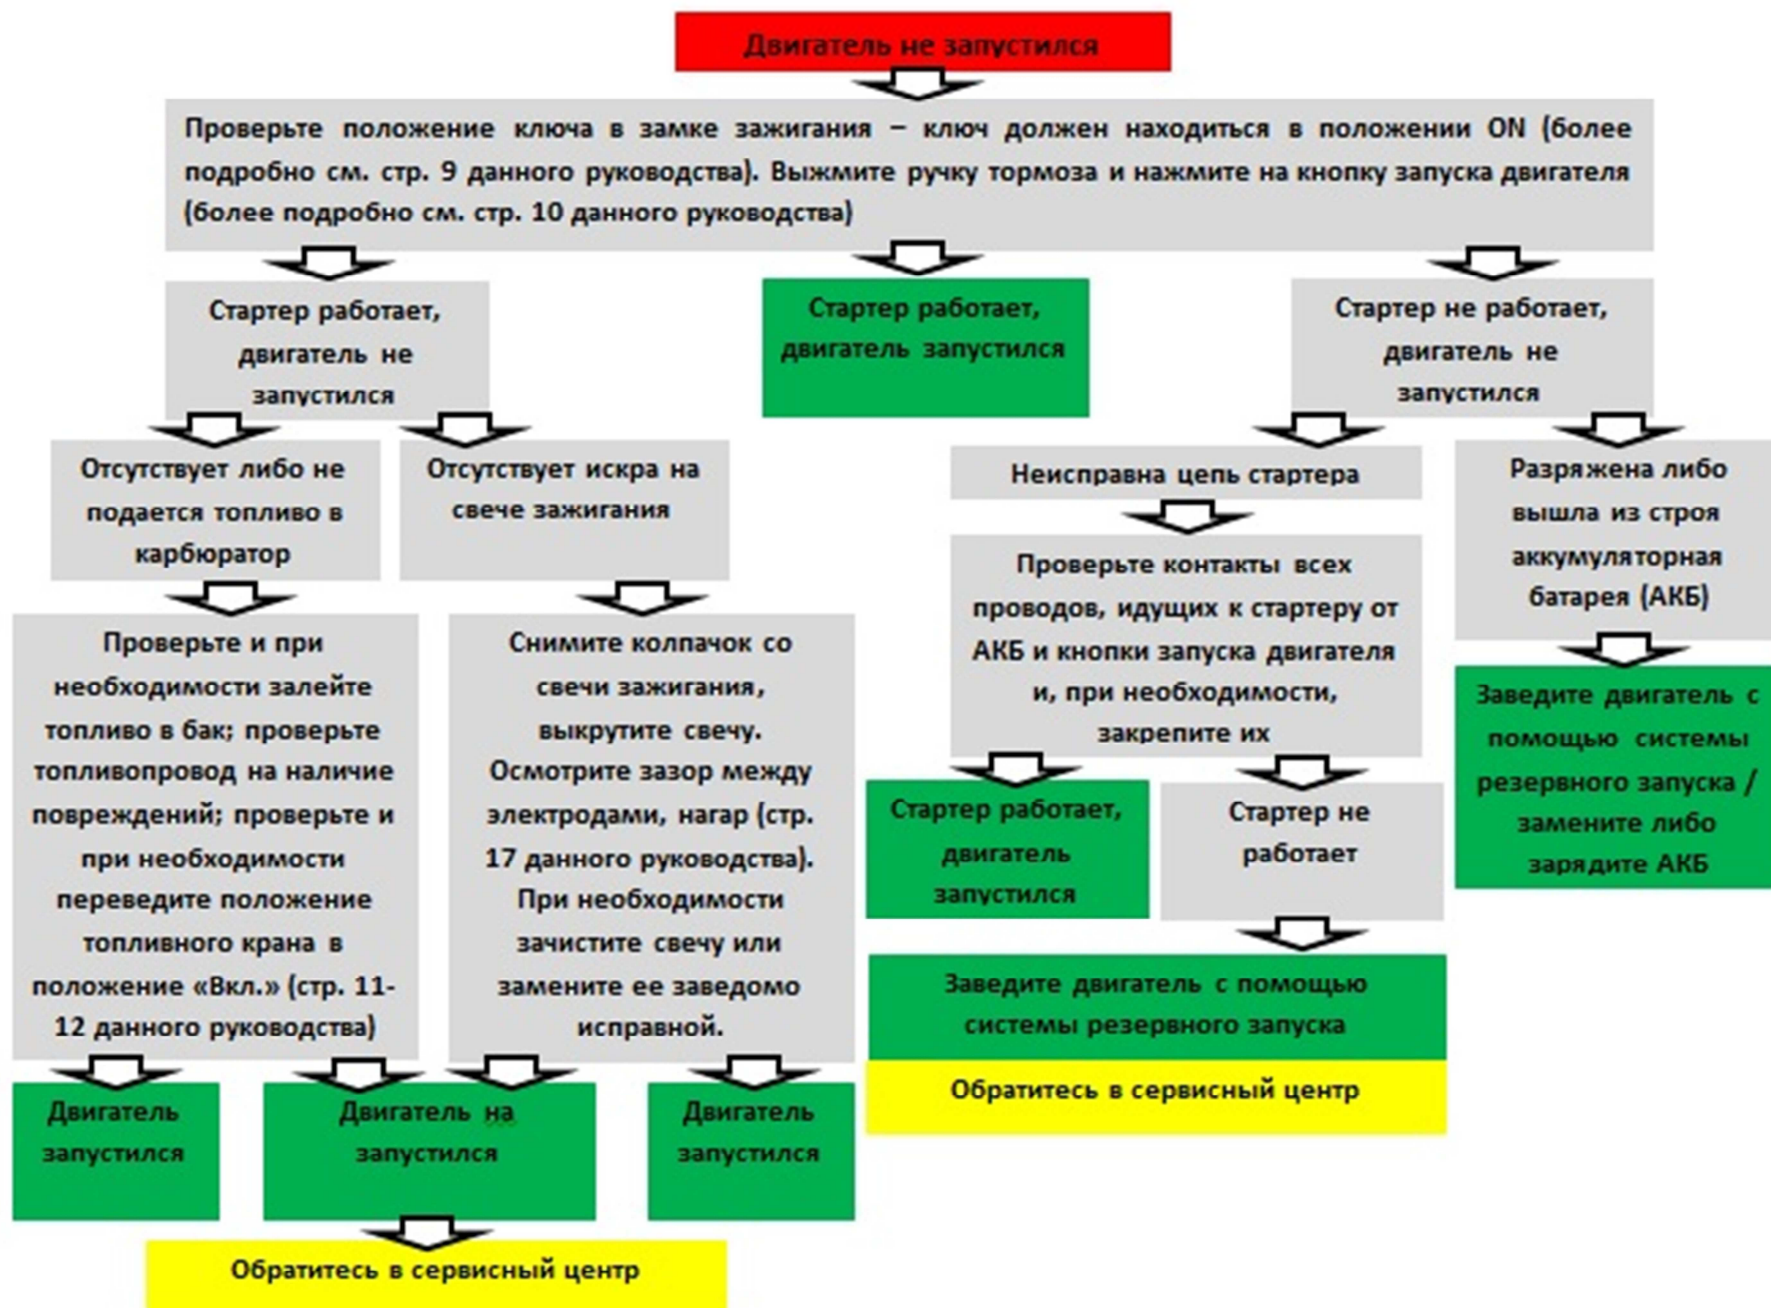 Двигатель не запустился
Проверьте положение ключа в замке зажигания – ключ должен находиться в положении ON (более
подробно см. стр. 9 данного руководства). Выжмите ручку тормоза и нажмите на кнопку запуска двигателя
(более подробно см. стр. 10 данного руководства)
Стартер работает,
двигатель не
запустился
Стартер работает,
двигатель запустился
Стартер не работает,
двигатель не
запустился
Отсутствует либо не
подается топливо в
карбюратор
Отсутствует искра на
свече зажигания
Неисправна цепь стартера
Разряжена либо
вышла из строя
аккумуляторная
батарея (АКБ)
Проверьте и при
необходимости залейте
топливо в бак; проверьте
топливопровод на наличие
повреждений; проверьте и
при необходимости
переведите положение
топливного крана в
положение «Вкл.» (стр. 11-
12 данного руководства)
Снимите колпачок со
свечи зажигания,
выкрутите свечу.
Осмотрите зазор между
электродами, нагар (стр.
17 данного руководства).
При необходимости
зачистите свечу или
замените ее заведомо
исправной.
Проверьте контакты всех
проводов, идущих к стартеру от
АКБ и кнопки запуска двигателя
и, при необходимости,
закрепите их
Заведите двигатель с
помощью системы
резервного запуска /
замените либо
зарядите АКБ
Стартер работает,
двигатель
запустился
Стартер не
работает
Заведите двигатель с помощью
системы резервного запуска
Обратитесь в сервисный центр
Двигатель
запустился
Двигатель на
запустился
Двигатель
запустился
Обратитесь в сервисный центр